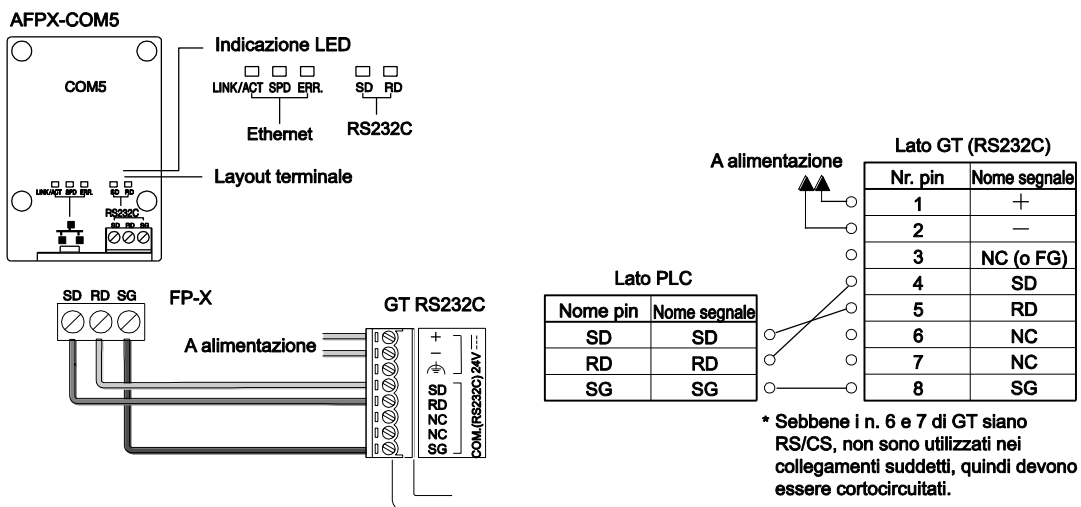 AFPX-COM5
COM5
LINK/ACT SPD ERR.
SD RD
RS232C
SD RD SG
Indicazione LED
LINK/ACT SPD ERR.
SD RD
Ethernet
RS232C
Layout terminale
SD RD SG
FP-X
A alimentazione
GT RS232C
+
−
24V
SD
RD
NC
NC
SG
COM.(RS232C)
Lato PLC
Nome pin Nome segnale
SD SD
RD RD
SG SG
A alimentazione
Lato GT (RS232C)
Nr. pin Nome segnale
1 +
2 −
3 NC (o FG)
4 SD
5 RD
6 NC
7 NC
8 SG
* Sebbene i n. 6 e 7 di GT siano
RS/CS, non sono utilizzati nei
collegamenti suddetti, quindi devono
essere cortocircuitati.